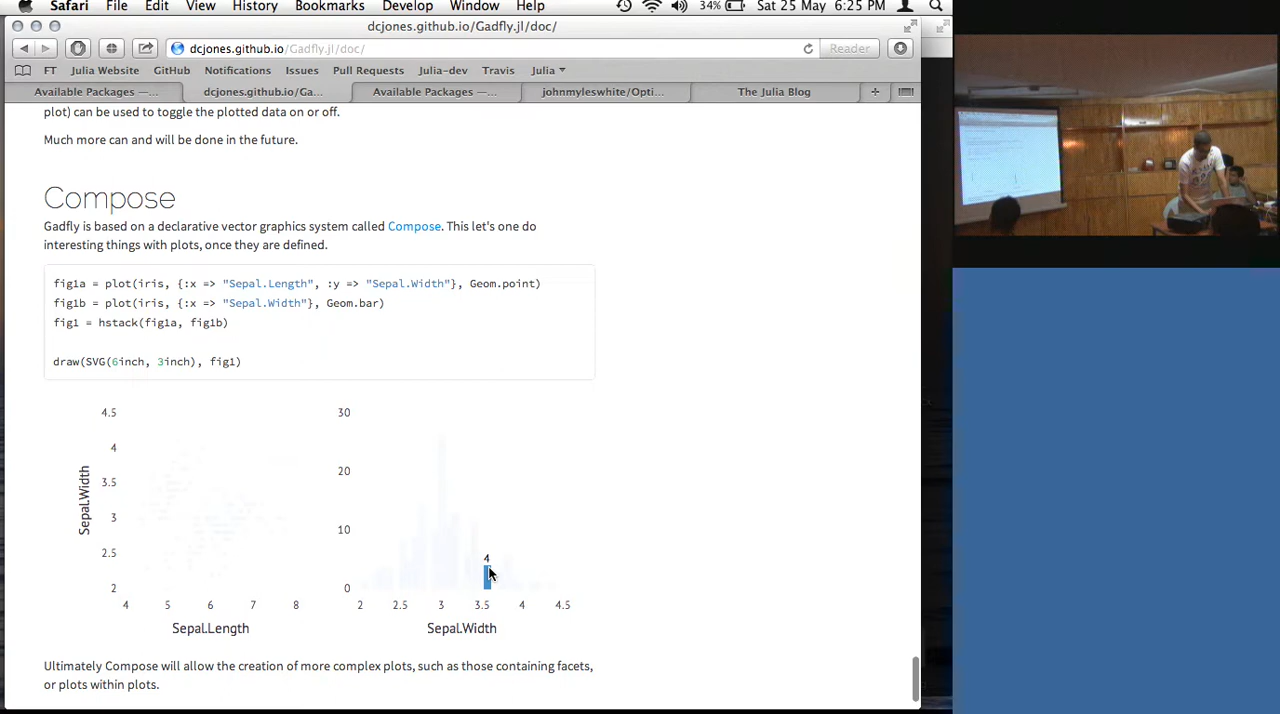 Safari File Edit View History Bookmarks Develop Window Help 34% Sat 25 May 6:25 PM
dcjones.github.io/Gadfly.jl/doc/
dcjones.github.io/Gadfly.jl/doc/ Reader
FT Julia Website GitHub Notifications Issues Pull Requests Julia-dev Travis Julia
Available Packages —... dcjones.github.io/Ga... Available Packages —... johnmyleswhite/Opti... The Julia Blog
plot) can be used to toggle the plotted data on or off.
Much more can and will be done in the future.
Compose
Gadfly is based on a declarative vector graphics system called Compose. This let's one do
interesting things with plots, once they are defined.
fig1a = plot(iris, {:x => "Sepal.Length", :y => "Sepal.Width"}, Geom.point)
fig1b = plot(iris, {:x => "Sepal.Width"}, Geom.bar)
fig1 = hstack(fig1a, fig1b)
draw(SVG(6inch, 3inch), fig1)
4.5
4
3.5
3
2.5
2
Sepal.Width
4 5 6 7 8
Sepal.Length
30
20
10
0
4
2 2.5 3 3.5 4 4.5
Sepal.Width
Ultimately Compose will allow the creation of more complex plots, such as those containing facets,
or plots within plots.